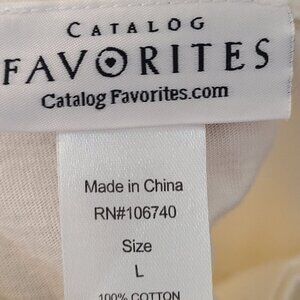 CATALOG
FAVORITES
Catalog Favorites.com
Made in China
RN#106740
Size
L
100% COTTON